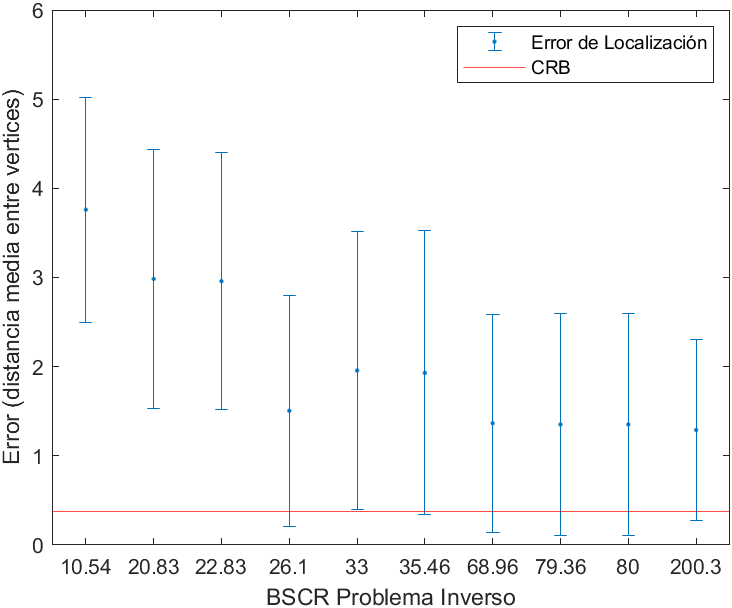 6
5
4
3
2
1
0
Error (distancia media entre vertices)
Error de Localización
CRB
10.54 20.83 22.83 26.1 33 35.46 68.96 79.36 80 200.3
BSCR Problema Inverso